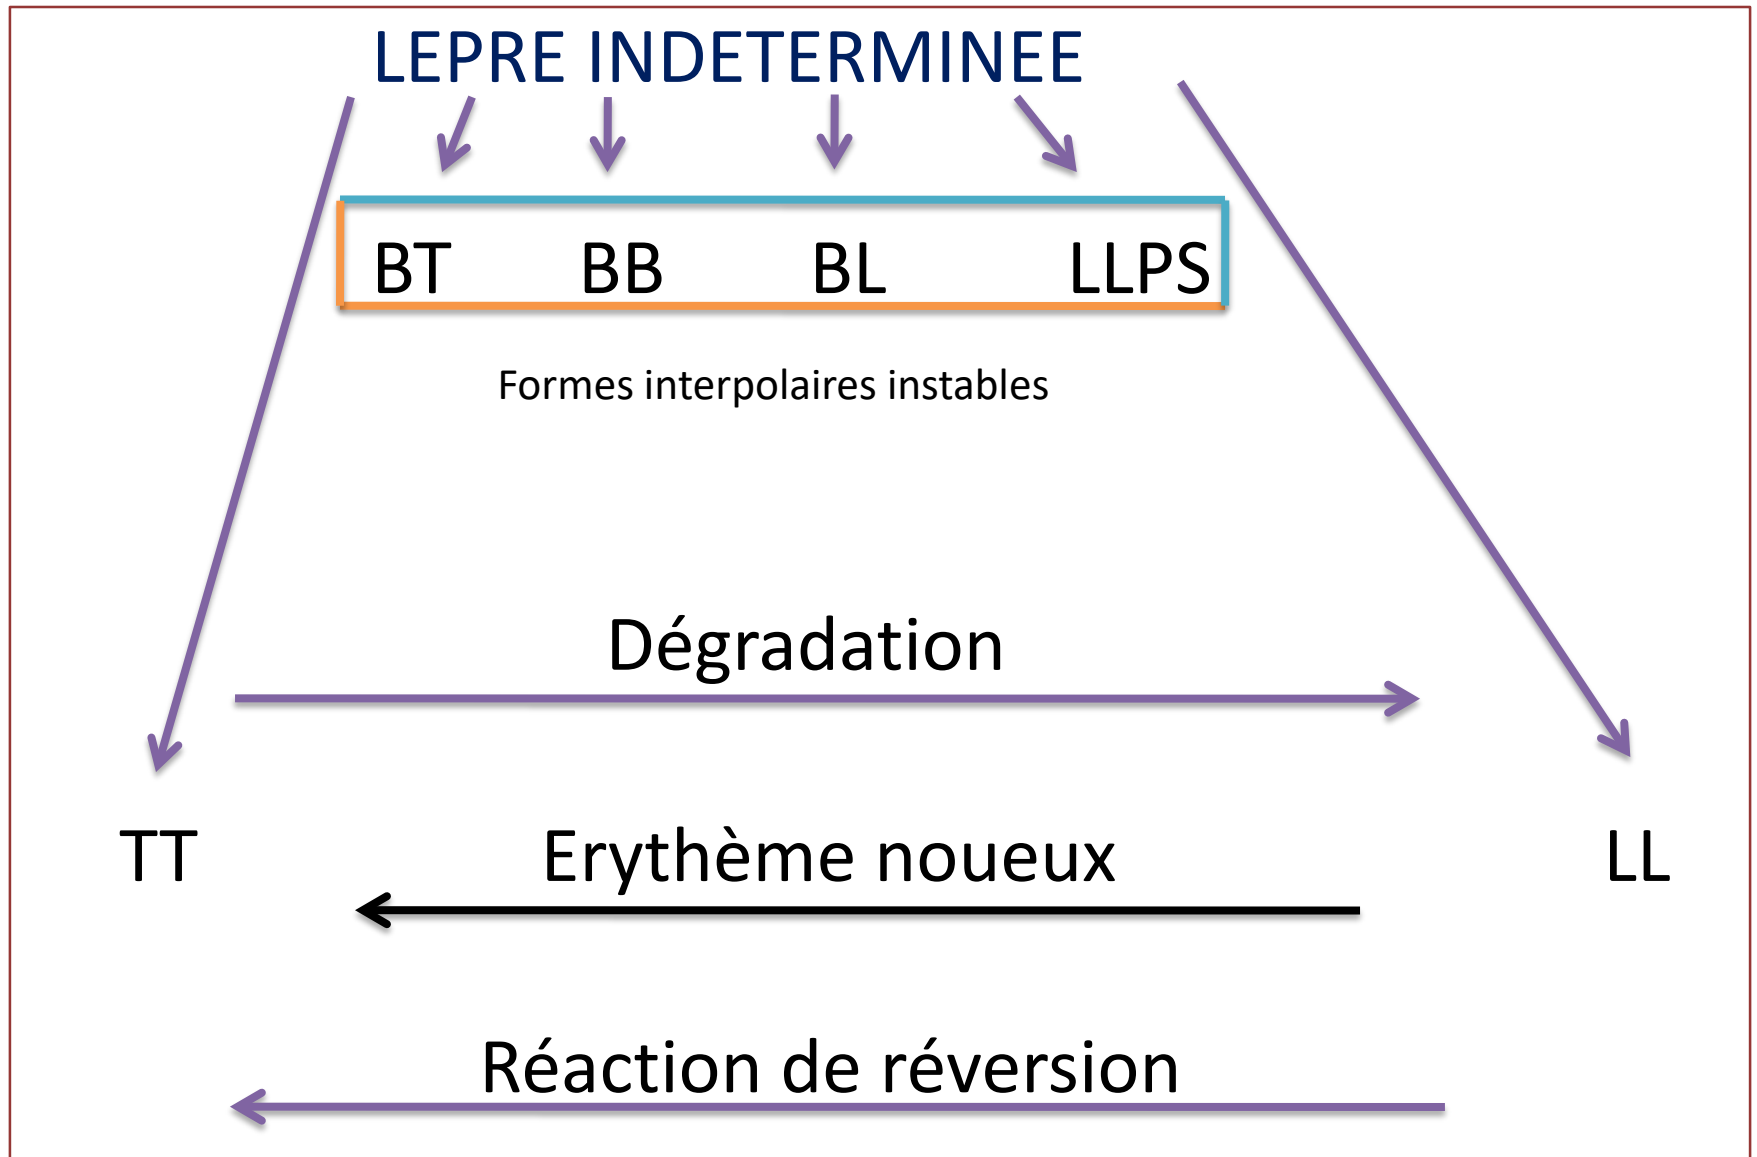 LEPRE INDETERMINEE
BT BB BL LLPS
Formes interpolaires instables
Dégradation
TT Erythème noueux LL
Réaction de réversion